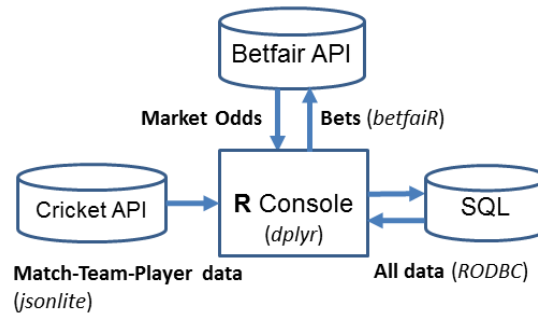 Betfair API
Market Odds
Bets (betfaiR)
Cricket API
R Console
(dplyr)
SQL
Match-Team-Player data
(jsonlite)
All data (RODBC)